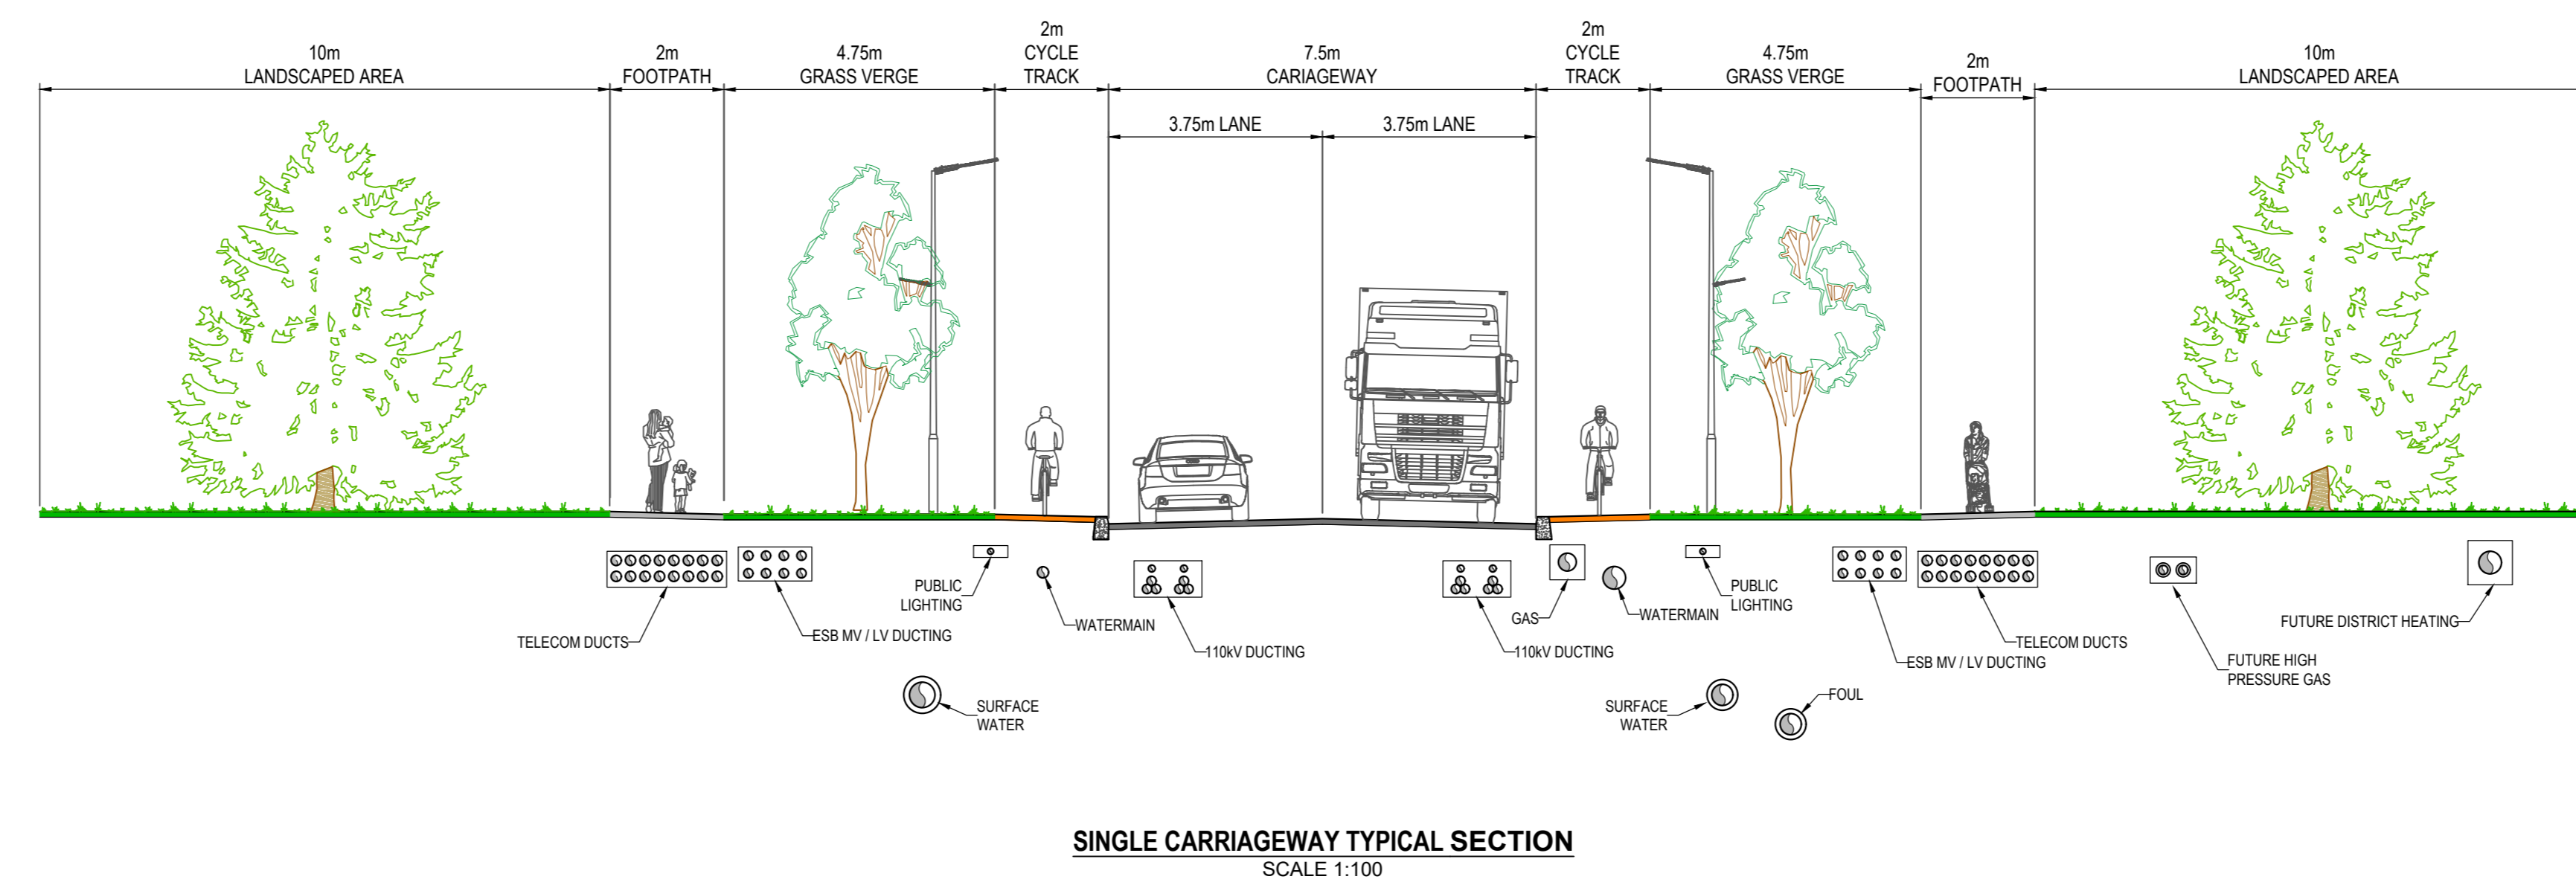 10m
LANDSCAPED AREA
2m
FOOTPATH
4.75m
GRASS VERGE
2m
CYCLE
TRACK
7.5m
CARIAGEWAY
2m
CYCLE
TRACK
4.75m
GRASS VERGE
2m
FOOTPATH
10m
LANDSCAPED AREA
3.75m LANE
3.75m LANE
TELECOM DUCTS
ESB MV / LV DUCTING
PUBLIC
LIGHTING
SURFACE
WATER
WATERMAIN
110kV DUCTING
110kV DUCTING
GAS
WATERMAIN
PUBLIC
LIGHTING
SURFACE
WATER
FOUL
ESB MV / LV DUCTING
TELECOM DUCTS
FUTURE HIGH
PRESSURE GAS
FUTURE DISTRICT HEATING
SINGLE CARRIAGEWAY TYPICAL SECTION
SCALE 1:100